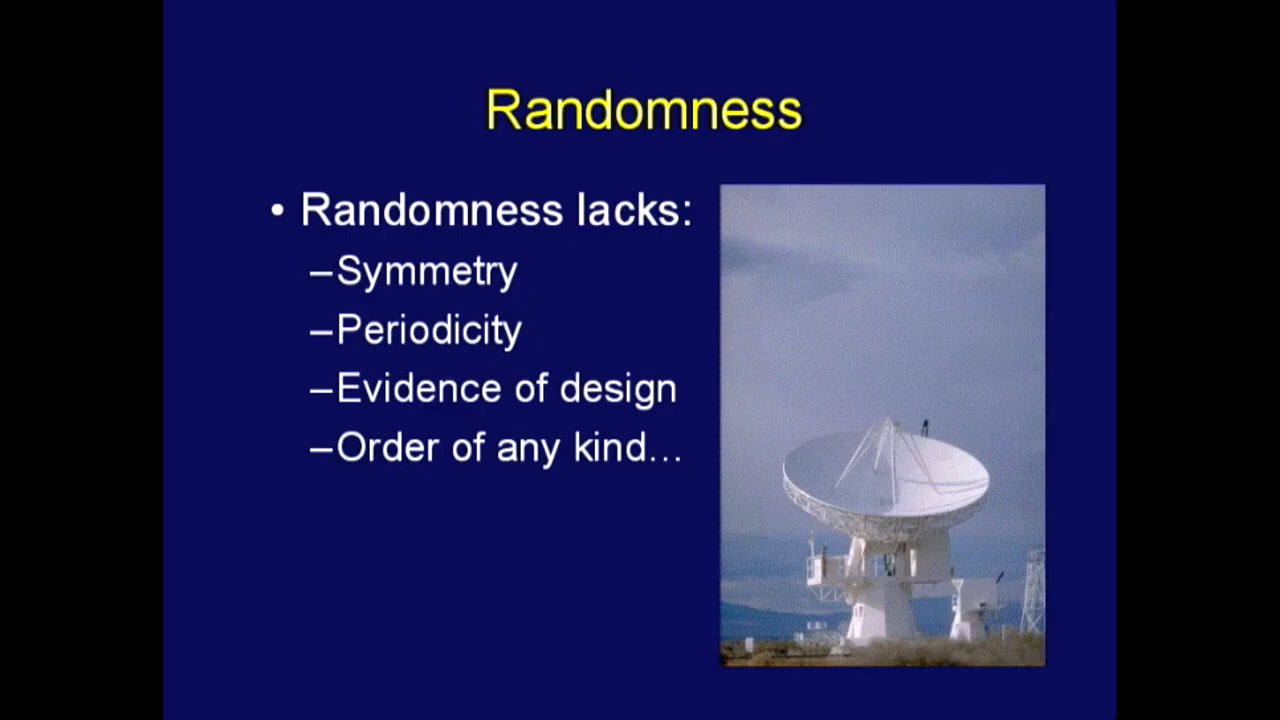 Randomness
• Randomness lacks:
–Symmetry
–Periodicity
–Evidence of design
–Order of any kind…